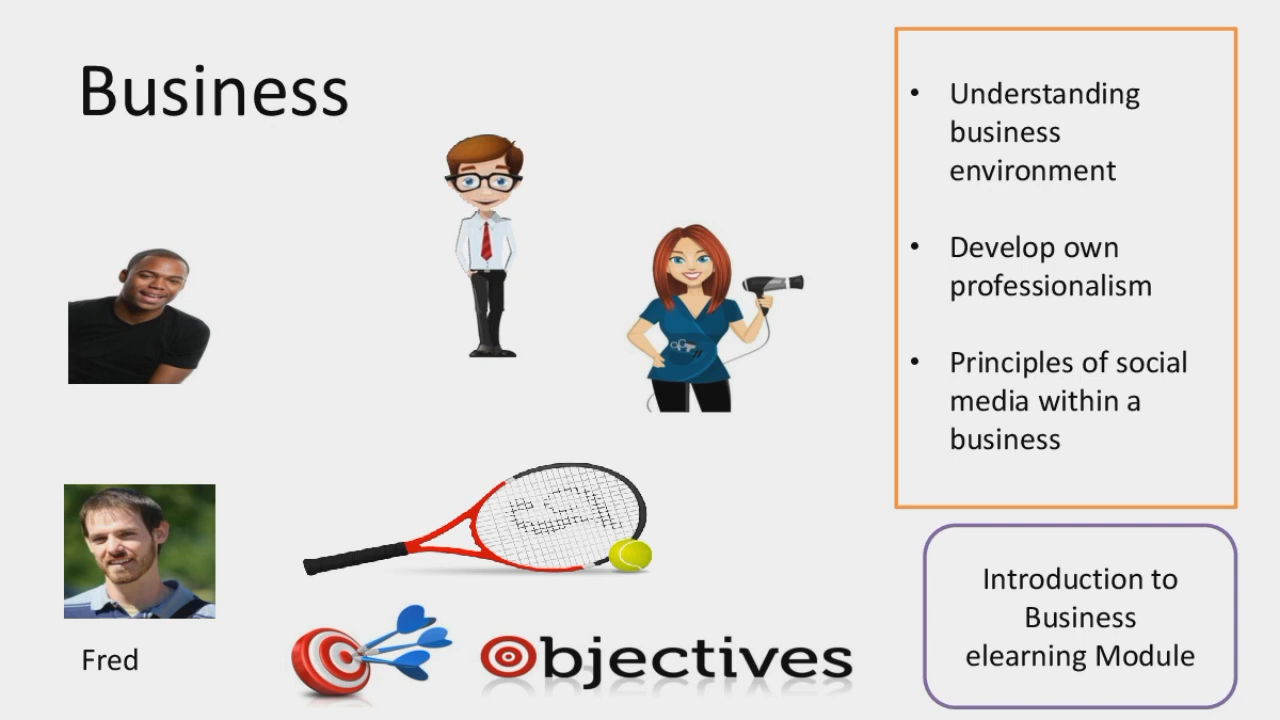 Business
• Understanding
business
environment
• Develop own
professionalism
• Principles of social
media within a
business
Fred
Objectives
Introduction to
Business
elearning Module